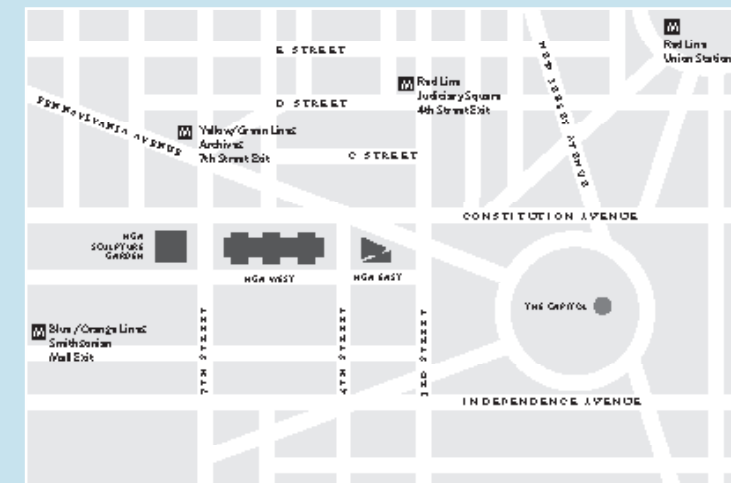 E STREET
M
Red Line
Union Station
M
Red Line
Judiciary Square
4th Street Exit
NEW JERSEY AVENUE
PENNSYLVANIA AVENUE
D STREET
M
Yellow/Green Lines
Archives
7th Street Exit
C STREET
CONSTITUTION AVENUE
NGA
SCULPTURE
GARDEN
NGA WEST
NGA EAST
THE CAPITOL
M
Blue/Orange Lines
Smithsonian
Mall Exit
7TH STREET
4TH STREET
3RD STREET
INDEPENDENCE AVENUE